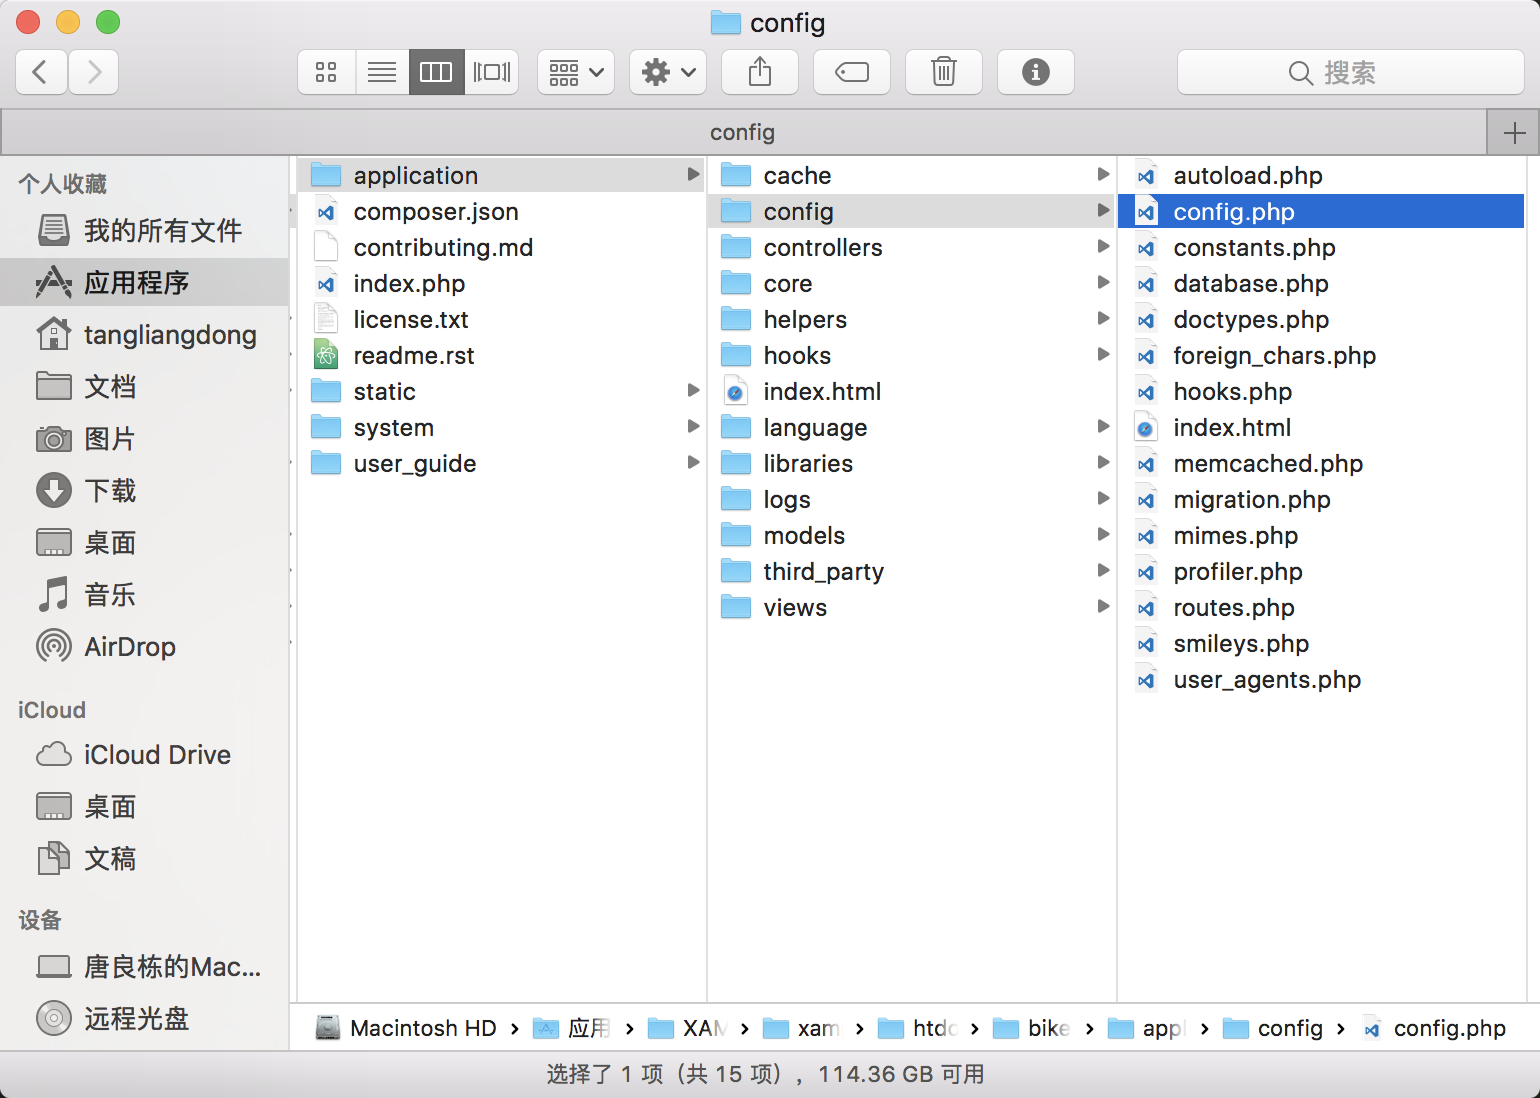 config
搜索
config
个人收藏
我的所有文件
应用程序
tangliangdong
文档
图片
下载
桌面
音乐
AirDrop
iCloud
iCloud Drive
桌面
文稿
设备
唐良栋的Mac...
远程光盘
application
composer.json
contributing.md
index.php
license.txt
readme.rst
static
system
user_guide
cache
config
controllers
core
helpers
hooks
index.html
language
libraries
logs
models
third_party
views
autoload.php
config.php
constants.php
database.php
doctypes.php
foreign_chars.php
hooks.php
index.html
memcached.php
migration.php
mimes.php
profiler.php
routes.php
smileys.php
user_agents.php
Macintosh HD › 应用 › XAM › xam › htdc › bike › appl › config › config.php
选择了 1 项（共 15 项），114.36 GB 可用